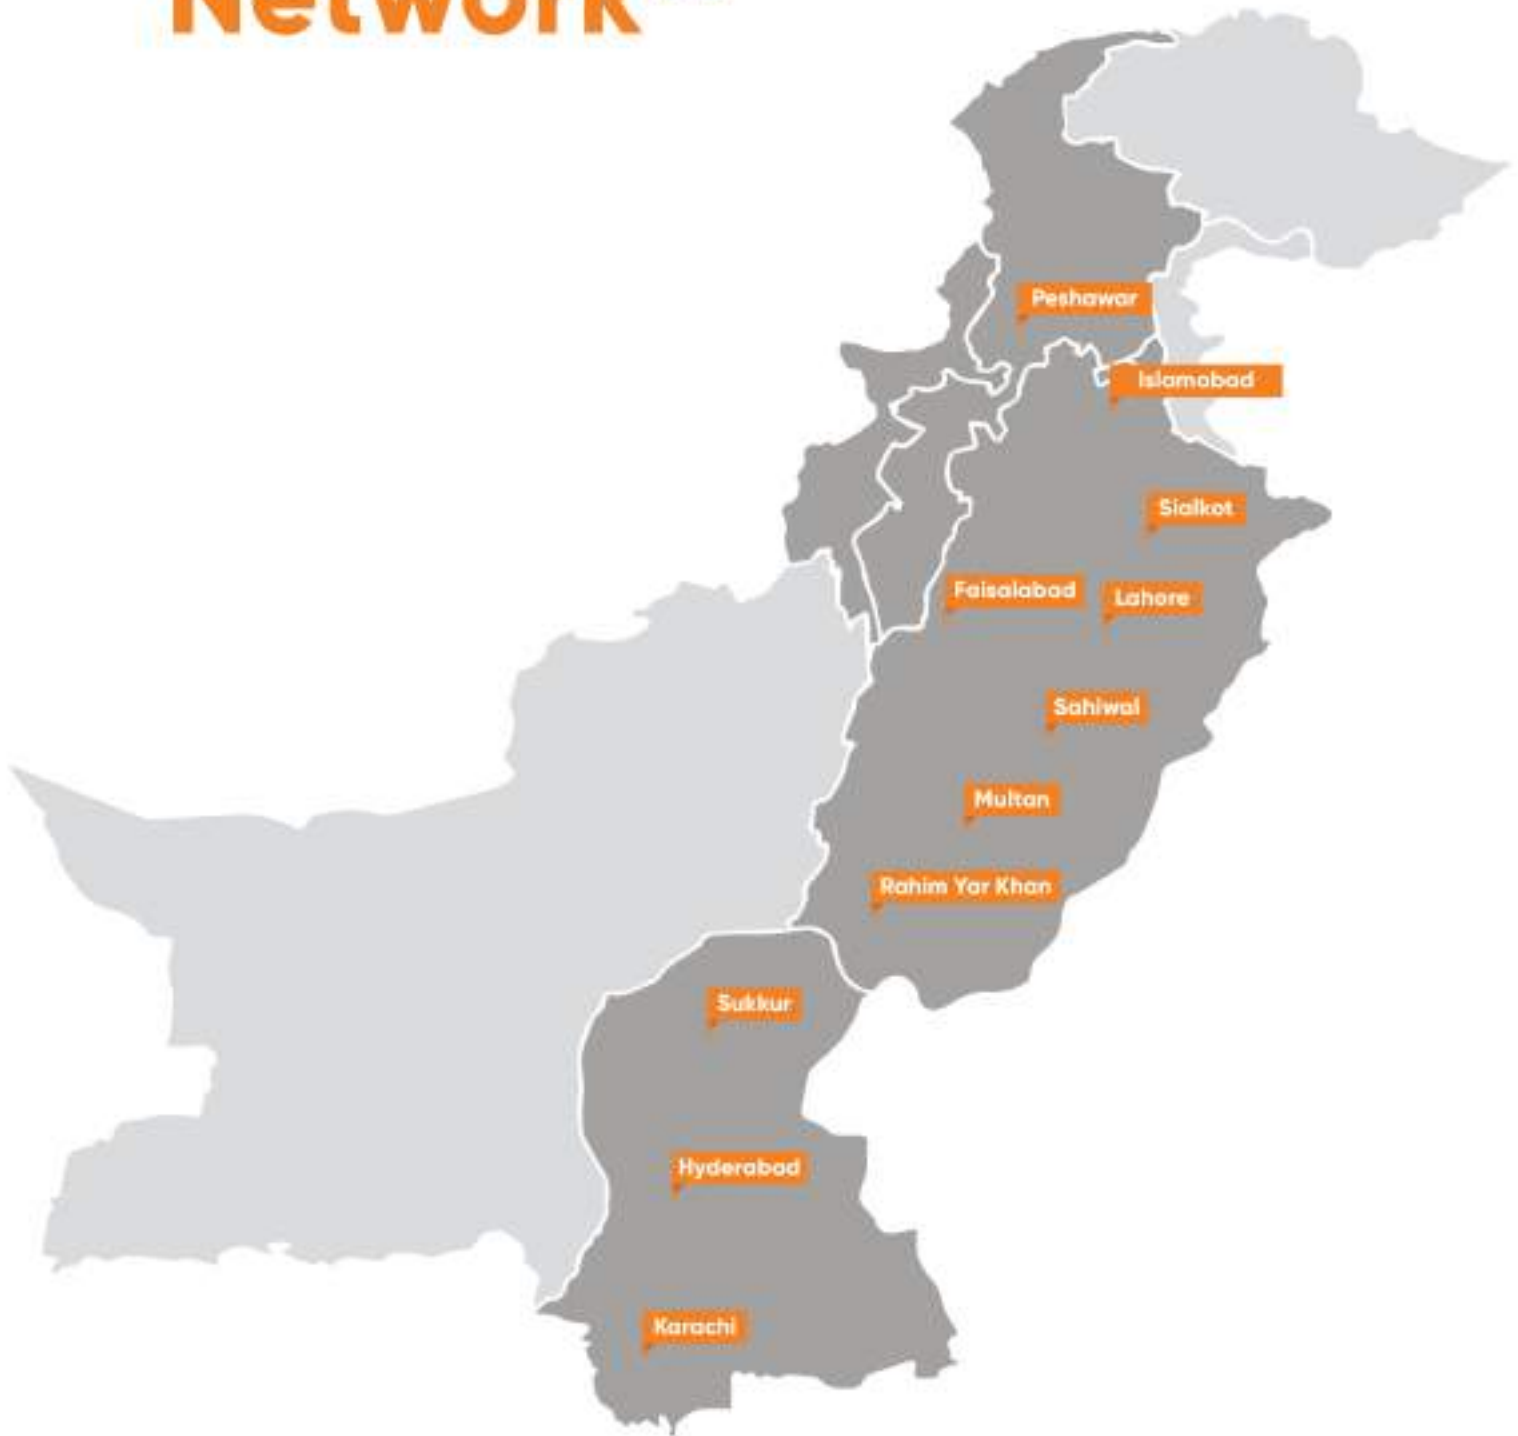 Network
Peshawar
Islamabad
Sialkot
Faisalabad
Lahore
Sahiwal
Multan
Rahim Yar Khan
Sukkur
Hyderabad
Karachi